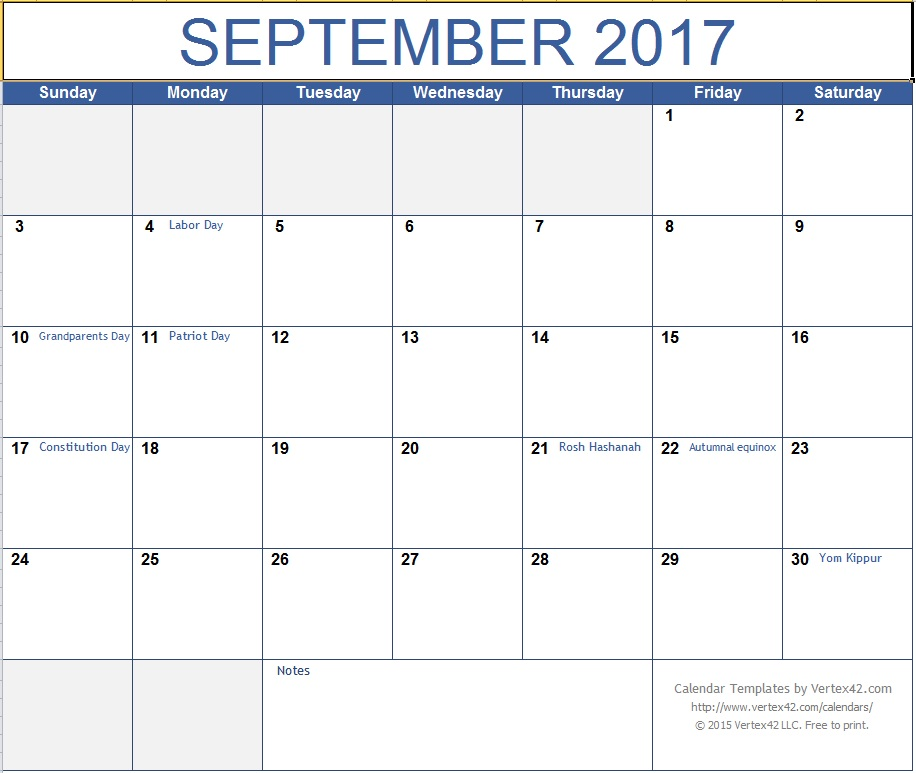 SEPTEMBER 2017
Sunday Monday Tuesday Wednesday Thursday Friday Saturday
1 2
3 4 Labor Day 5 6 7 8 9
10 Grandparents Day 11 Patriot Day 12 13 14 15 16
17 Constitution Day 18 19 20 21 Rosh Hashanah 22 Autumnal equinox 23
24 25 26 27 28 29 30 Yom Kippur
Notes
Calendar Templates by Vertex42.com
http://www.vertex42.com/calendars/
© 2015 Vertex42 LLC. Free to print.